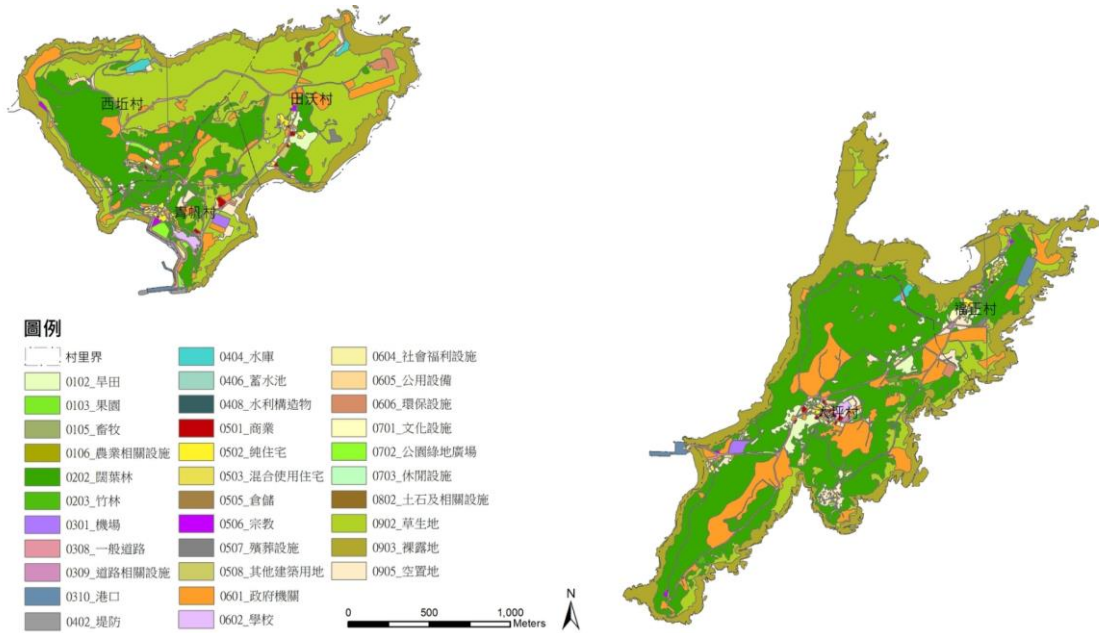 西坵村
田沃村
青帆村
福正村
大坪村
圖例
村里界
0102_旱田
0103_果園
0105_畜牧
0106_農業相關設施
0202_闊葉林
0203_竹林
0301_機場
0308_一般道路
0309_道路相關設施
0310_港口
0402_堤防
0404_水庫
0406_蓄水池
0408_水利構造物
0501_商業
0502_純住宅
0503_混合使用住宅
0505_倉儲
0506_宗教
0507_殯葬設施
0508_其他建築用地
0601_政府機關
0602_學校
0604_社會福利設施
0605_公用設備
0606_環保設施
0701_文化設施
0702_公園綠地廣場
0703_休閒設施
0802_土石及相關設施
0902_草生地
0903_裸露地
0905_空置地
0 500 1,000
Meters
N